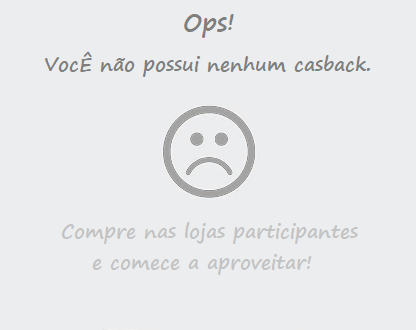 Ops!
VocÊ não possui nenhum casback.
Compre nas lojas participantes
e comece a aproveitar!